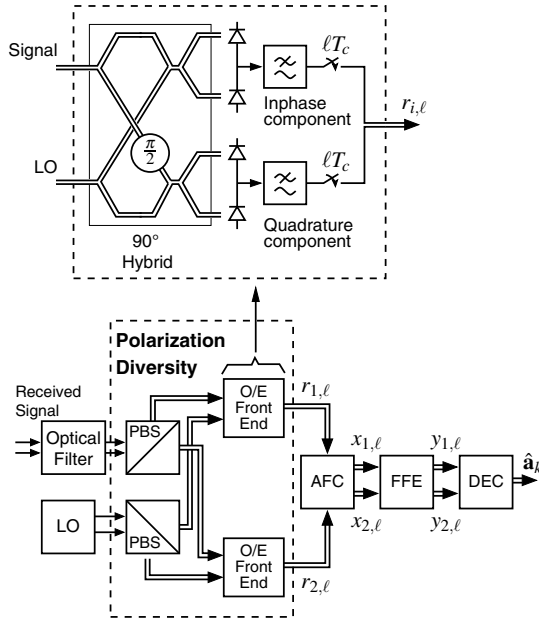 Signal
ℓT_c
Inphase
component
r_{i,ℓ}
π/2
LO
ℓT_c
Quadrature
component
90°
Hybrid
Polarization
Diversity
Received
Signal
Optical
Filter
PBS
O/E
Front
End
r_{1,ℓ}
AFC
x_{1,ℓ}
x_{2,ℓ}
FFE
y_{1,ℓ}
y_{2,ℓ}
DEC
â_k
LO
PBS
O/E
Front
End
r_{2,ℓ}